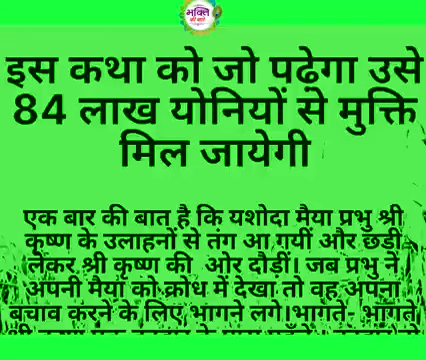 भक्ति
इस कथा को जो पढ़ेगा उसे
84 लाख योनियों से मुक्ति
मिल जायेगी
एक बार की बात है कि यशोदा मैया प्रभु श्री
कृष्ण के उलाहनों से तंग आ गयीं और छड़ी
लेकर श्री कृष्ण की ओर दौड़ीं। जब प्रभु ने
अपनी मैया को क्रोध में देखा तो वह अपना
बचाव करने के लिए भागने लगे।भागते- भागते